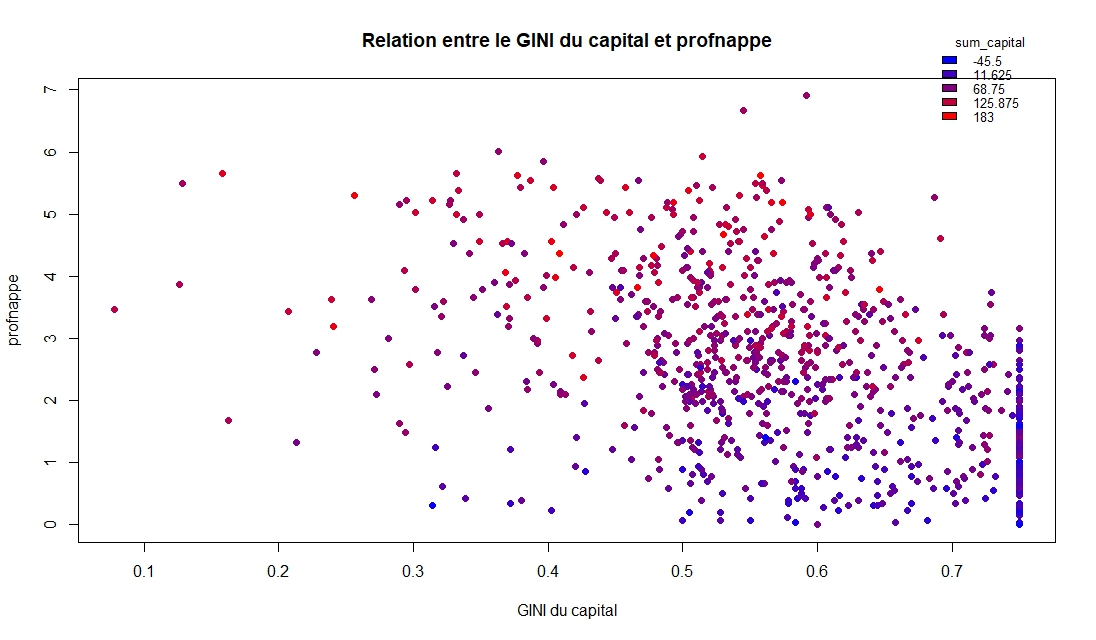 Relation entre le GINI du capital et profnappe
sum_capital
-45.5
11.625
68.75
125.875
183
profnappe
7
6
5
4
3
2
1
0
0.1 0.2 0.3 0.4 0.5 0.6 0.7
GINI du capital